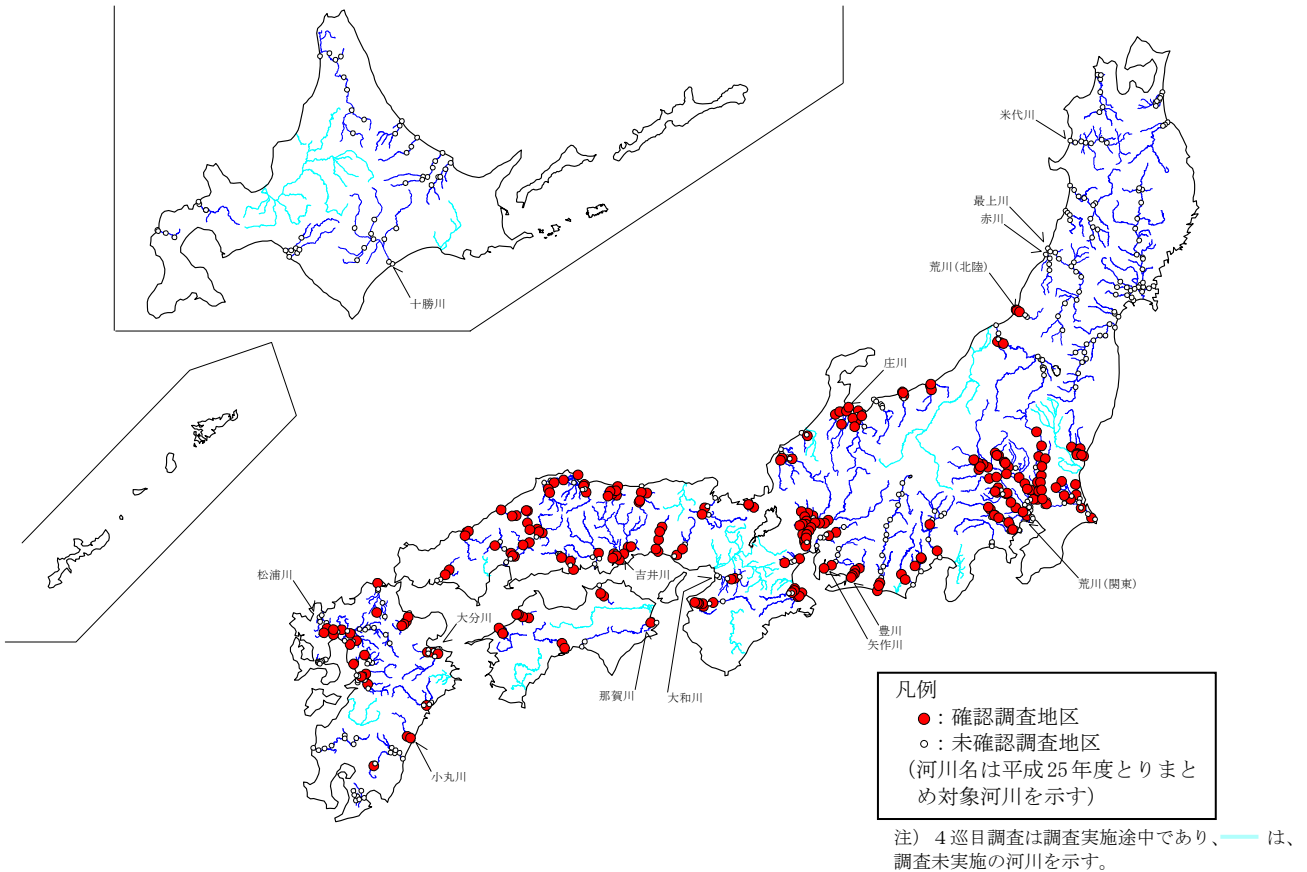 米代川
最上川
赤川
荒川(北陸)
十勝川
庄川
松浦川
大分川
吉井川
荒川(関東)
豊川
矢作川
那賀川
大和川
小丸川
凡例
：確認調査地区
：未確認調査地区
(河川名は平成25年度とりまと
め対象河川を示す)
注) 4巡目調査は調査実施途中であり、 は、
調査未実施の河川を示す。